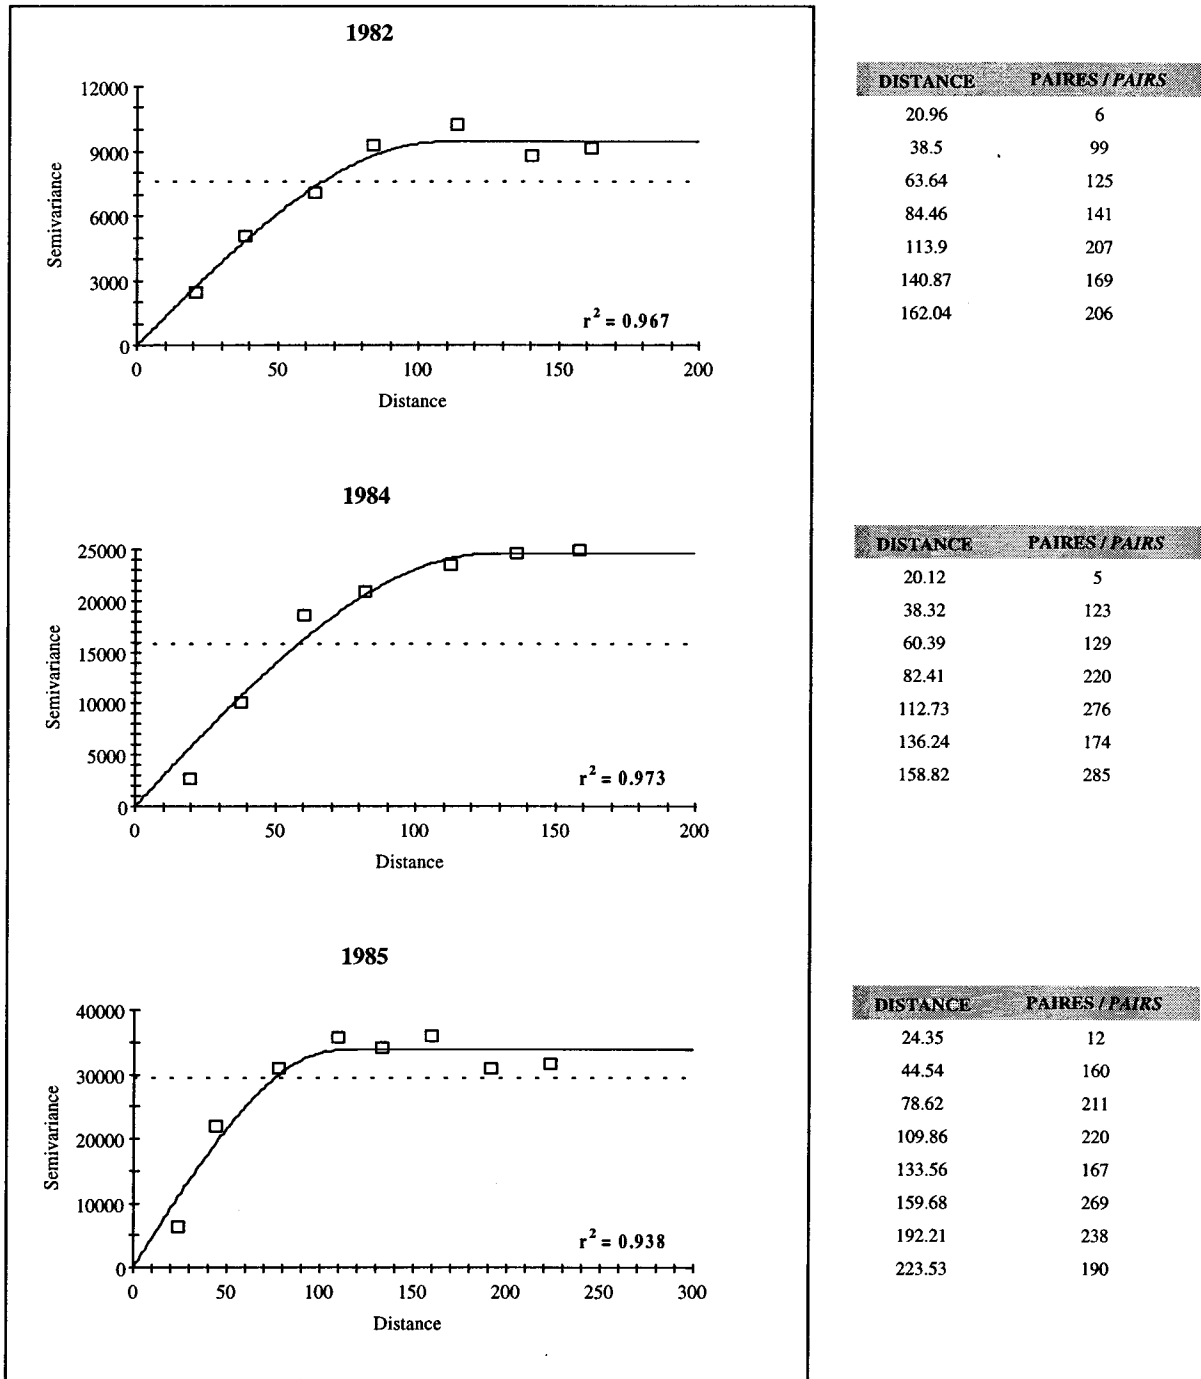 1982
12000
9000
6000
3000
0
Semivariance
r² = 0.967
0 50 100 150 200
Distance
DISTANCE PAIRES / PAIRS
20.96 6
38.5 99
63.64 125
84.46 141
113.9 207
140.87 169
162.04 206
1984
25000
20000
15000
10000
5000
0
Semivariance
r² = 0.973
0 50 100 150 200
Distance
DISTANCE PAIRES / PAIRS
20.12 5
38.32 123
60.39 129
82.41 220
112.73 276
136.24 174
158.82 285
1985
40000
30000
20000
10000
0
Semivariance
r² = 0.938
0 50 100 150 200 250 300
Distance
DISTANCE PAIRES / PAIRS
24.35 12
44.54 160
78.62 211
109.86 220
133.56 167
159.68 269
192.21 238
223.53 190